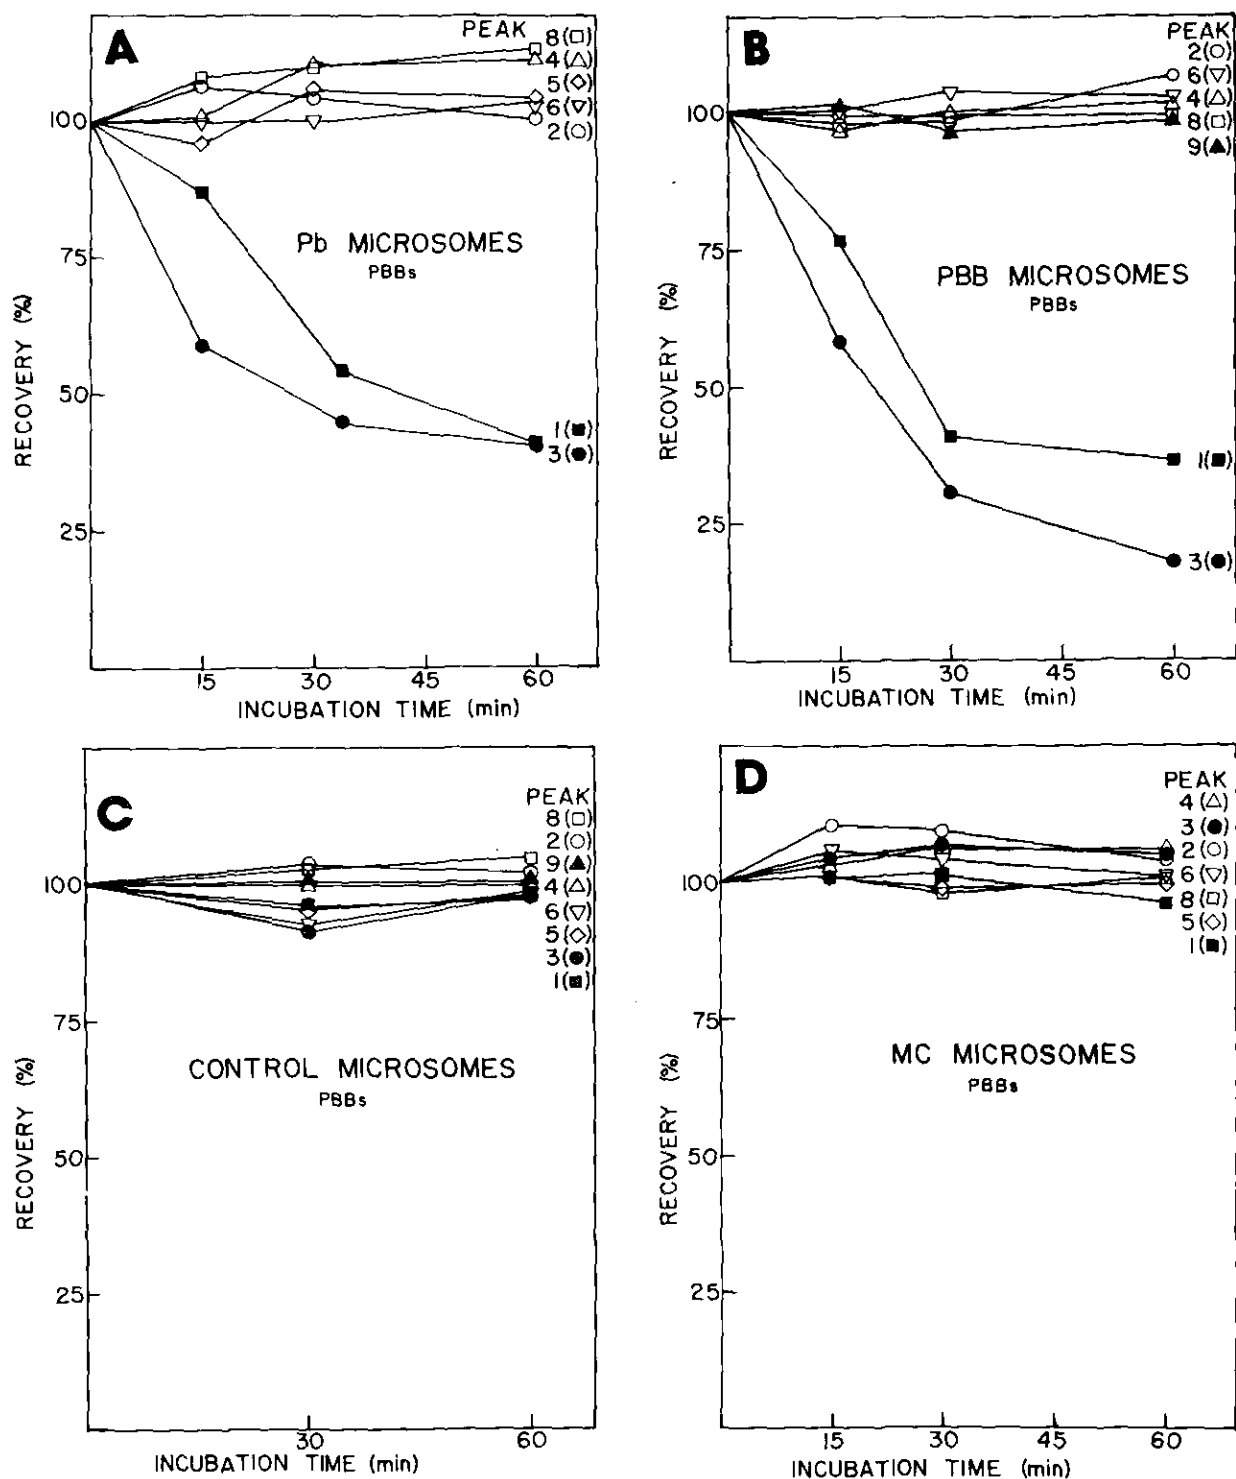 A
PEAK
8(□)
4(△)
5(◇)
6(▽)
2(○)
100
75
50
25
RECOVERY (%)
Pb MICROSOMES
PBBs
1(■)
3(●)
15 30 45 60
INCUBATION TIME (min)
B
PEAK
2(○)
6(▽)
4(△)
8(□)
9(▲)
100
75
50
25
RECOVERY (%)
PBB MICROSOMES
PBBs
1(■)
3(●)
15 30 45 60
INCUBATION TIME (min)
C
PEAK
8(□)
2(○)
9(▲)
4(△)
6(▽)
5(◇)
3(●)
1(■)
100
75
50
25
RECOVERY (%)
CONTROL MICROSOMES
PBBs
30 60
INCUBATION TIME (min)
D
PEAK
4(△)
3(●)
2(○)
6(▽)
8(□)
5(◇)
1(■)
100
75
50
25
RECOVERY (%)
MC MICROSOMES
PBBs
15 30 45 60
INCUBATION TIME (min)